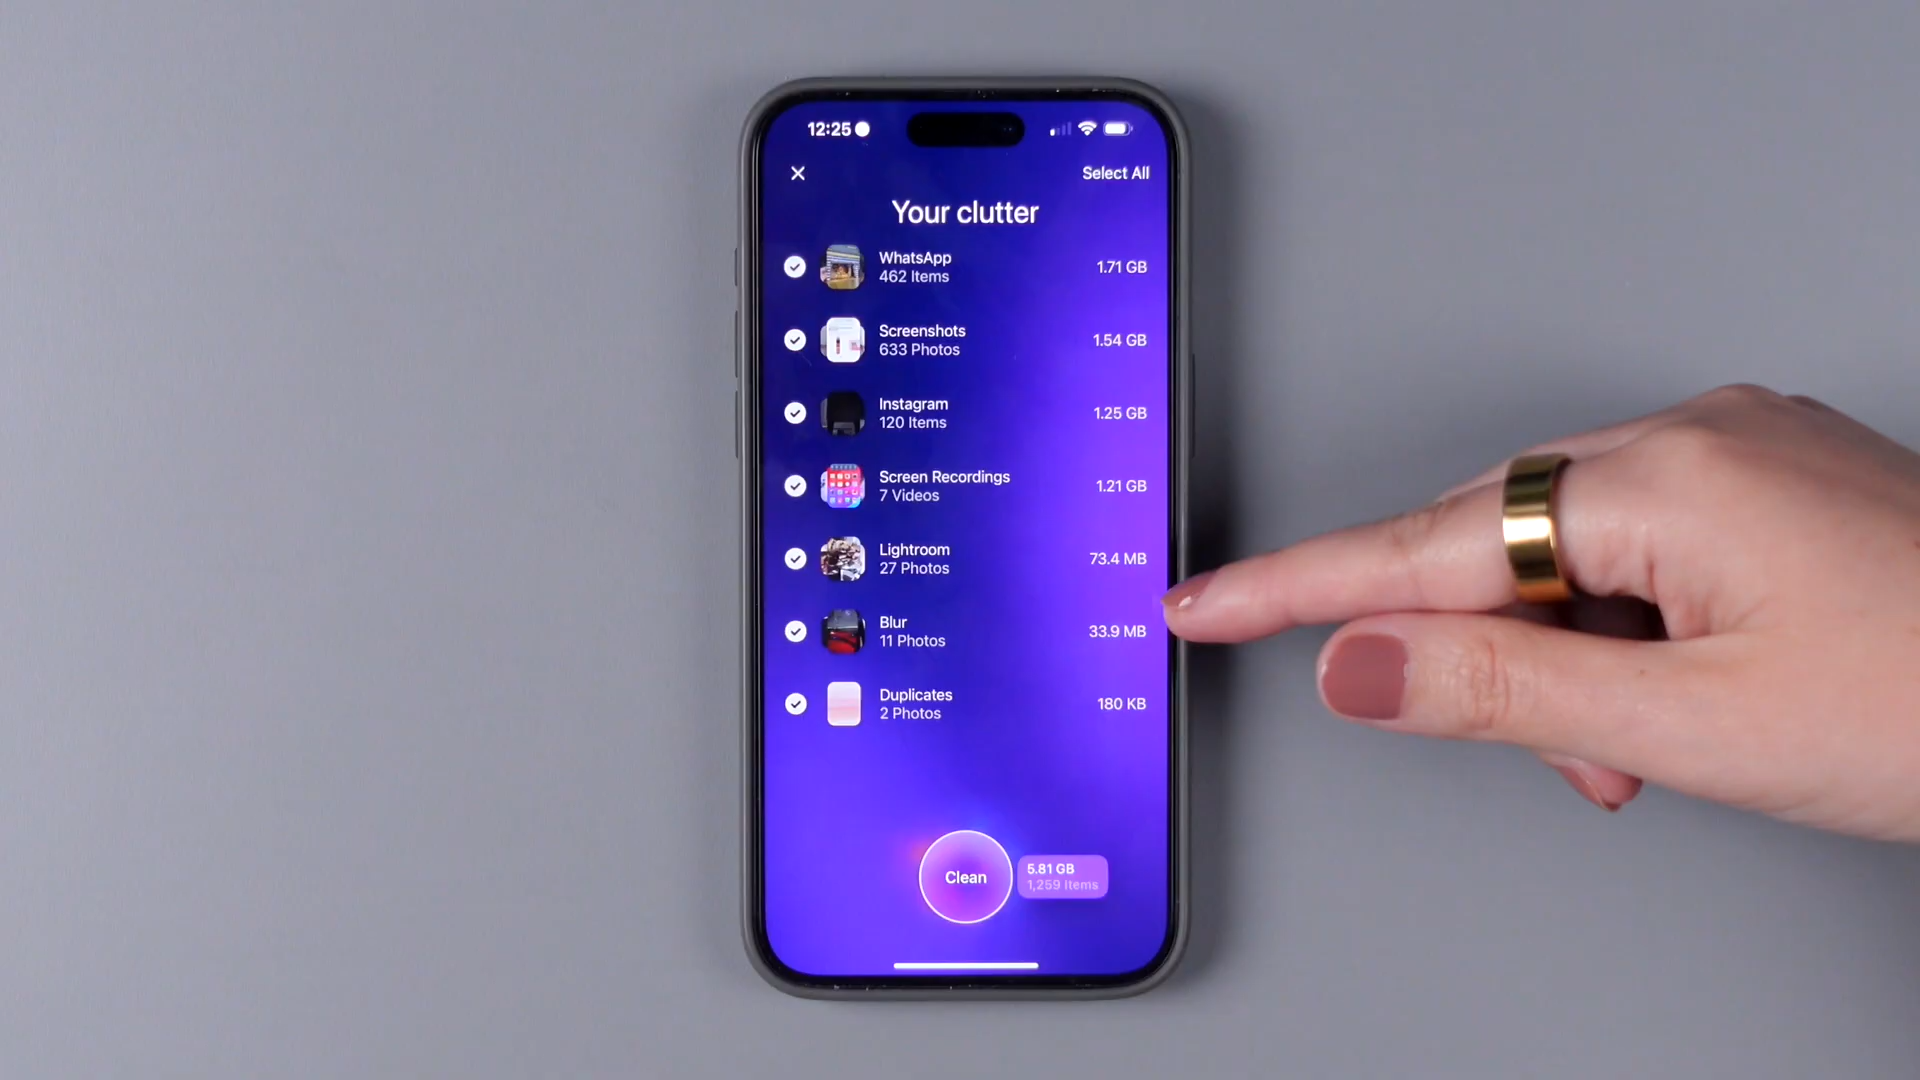 12:25
Select All
Your clutter
WhatsApp
462 Items
1.71 GB
Screenshots
633 Photos
1.54 GB
Instagram
120 Items
1.25 GB
Screen Recordings
7 Videos
1.21 GB
Lightroom
27 Photos
73.4 MB
Blur
11 Photos
33.9 MB
Duplicates
2 Photos
180 KB
Clean
5.81 GB
1,259 Items